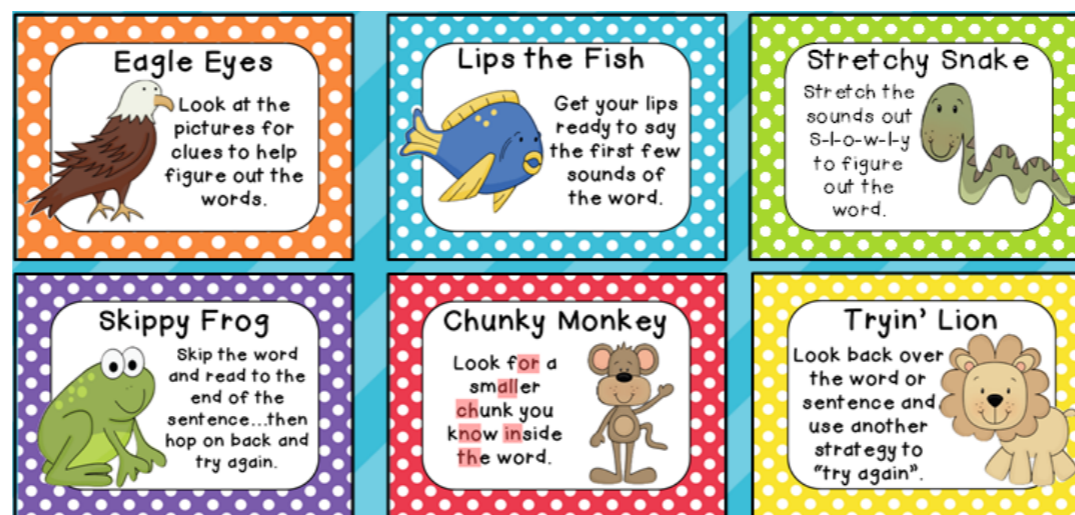 Eagle Eyes
Look at the
pictures for
clues to help
figure out the
words.
Lips the Fish
Get your lips
ready to say
the first few
sounds of
the word.
Stretchy Snake
Stretch the
sounds out
S-l-o-w-l-y
to figure
out the
word.
Skippy Frog
Skip the word
and read to the
end of the
sentence...then
hop on back and
try again.
Chunky Monkey
Look for a
smaller
chunk you
know inside
the word.
Tryin' Lion
Look back over
the word or
sentence and
use another
strategy to
"try again".